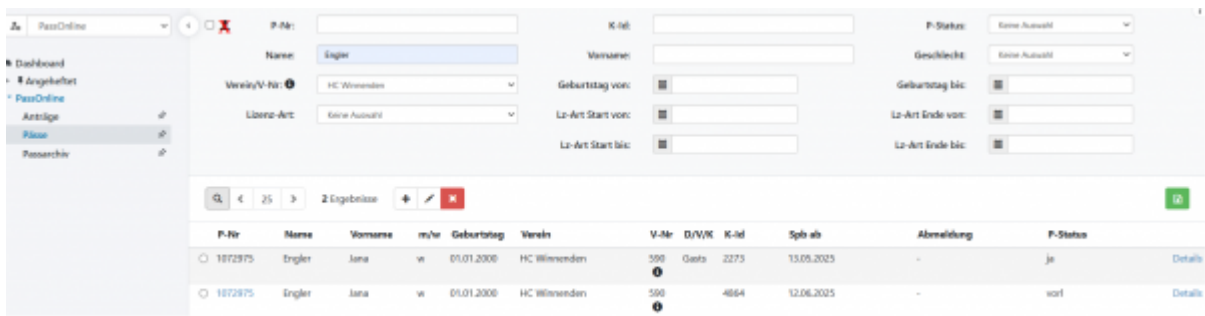 PassOnline
P-Nr:
K-Id:
P-Status: Keine Auswahl
Name: Engler
Vorname:
Geschlecht: Keine Auswahl
Dashboard
Angeheftet
PassOnline
Anträge
Pässe
Passarchiv
Verein/V-Nr: HC Winnenden
Geburtstag von:
Geburtstag bis:
Lizenz-Art: Keine Auswahl
Lz-Art Start von:
Lz-Art Ende von:
Lz-Art Start bis:
Lz-Art Ende bis:
25 2 Ergebnisse
P-Nr Name Vorname m/w Geburtstag Verein V-Nr D/V/K K-Id Spb ab Abmeldung P-Status
1072975 Engler Jana w 01.01.2000 HC Winnenden 590 Gasts 2273 13.05.2025 - ja Details
1072975 Engler Jana w 01.01.2000 HC Winnenden 590 4864 12.06.2025 - vorl Details